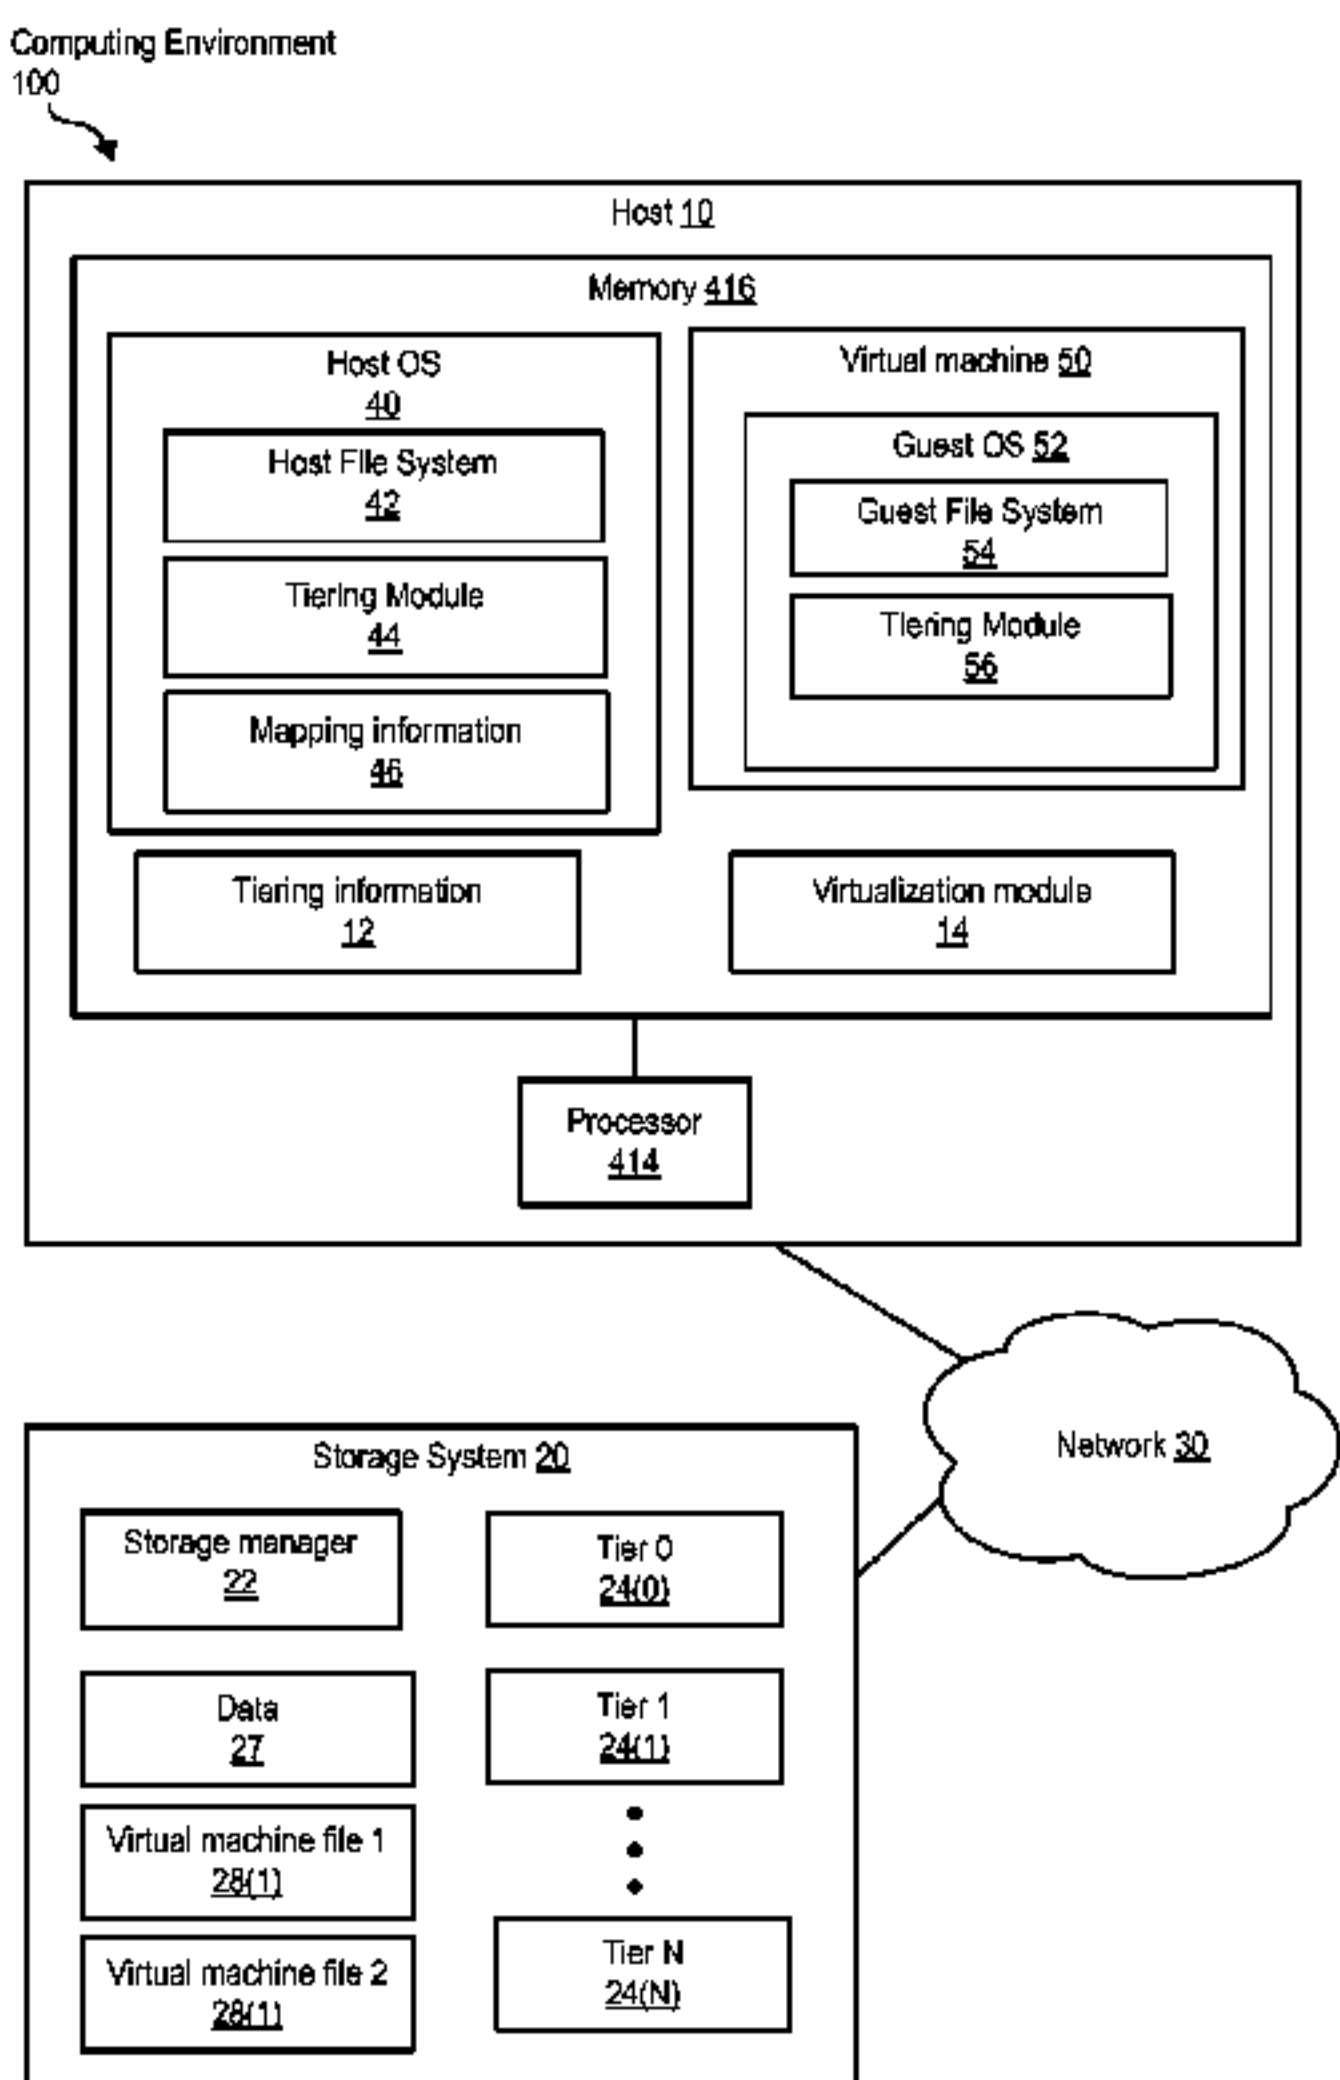 Computing Environment
100
Host 10
Memory 416
Host OS
40
Host File System
42
Tiering Module
44
Mapping information
46
Virtual machine 50
Guest OS 52
Guest File System
54
Tiering Module
56
Tiering information
12
Virtualization module
14
Processor
414
Network 30
Storage System 20
Storage manager
22
Data
27
Virtual machine file 1
28(1)
Virtual machine file 2
28(1)
Tier 0
24(0)
Tier 1
24(1)
Tier N
24(N)